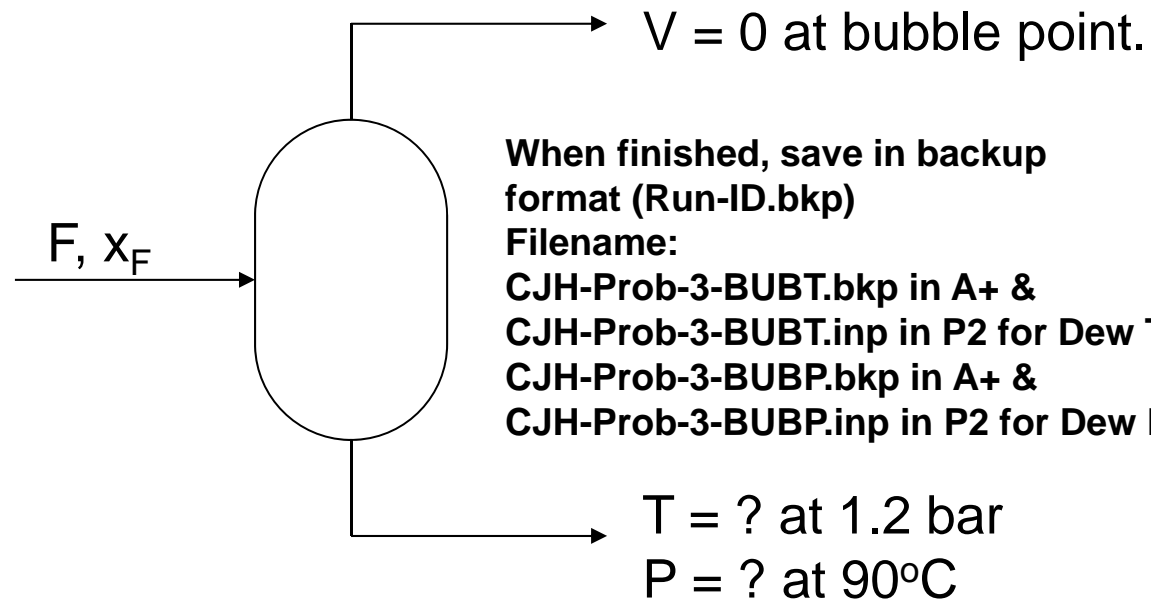 V = 0 at bubble point.
When finished, save in backup
format (Run-ID.bkp)
Filename:
F, xF
CJH-Prob-3-BUBT.bkp in A+ &
CJH-Prob-3-BUBT.inp in P2 for Dew T
CJH-Prob-3-BUBP.bkp in A+ &
CJH-Prob-3-BUBP.inp in P2 for Dew
T = ? at 1.2 bar
P = ? at 90°C